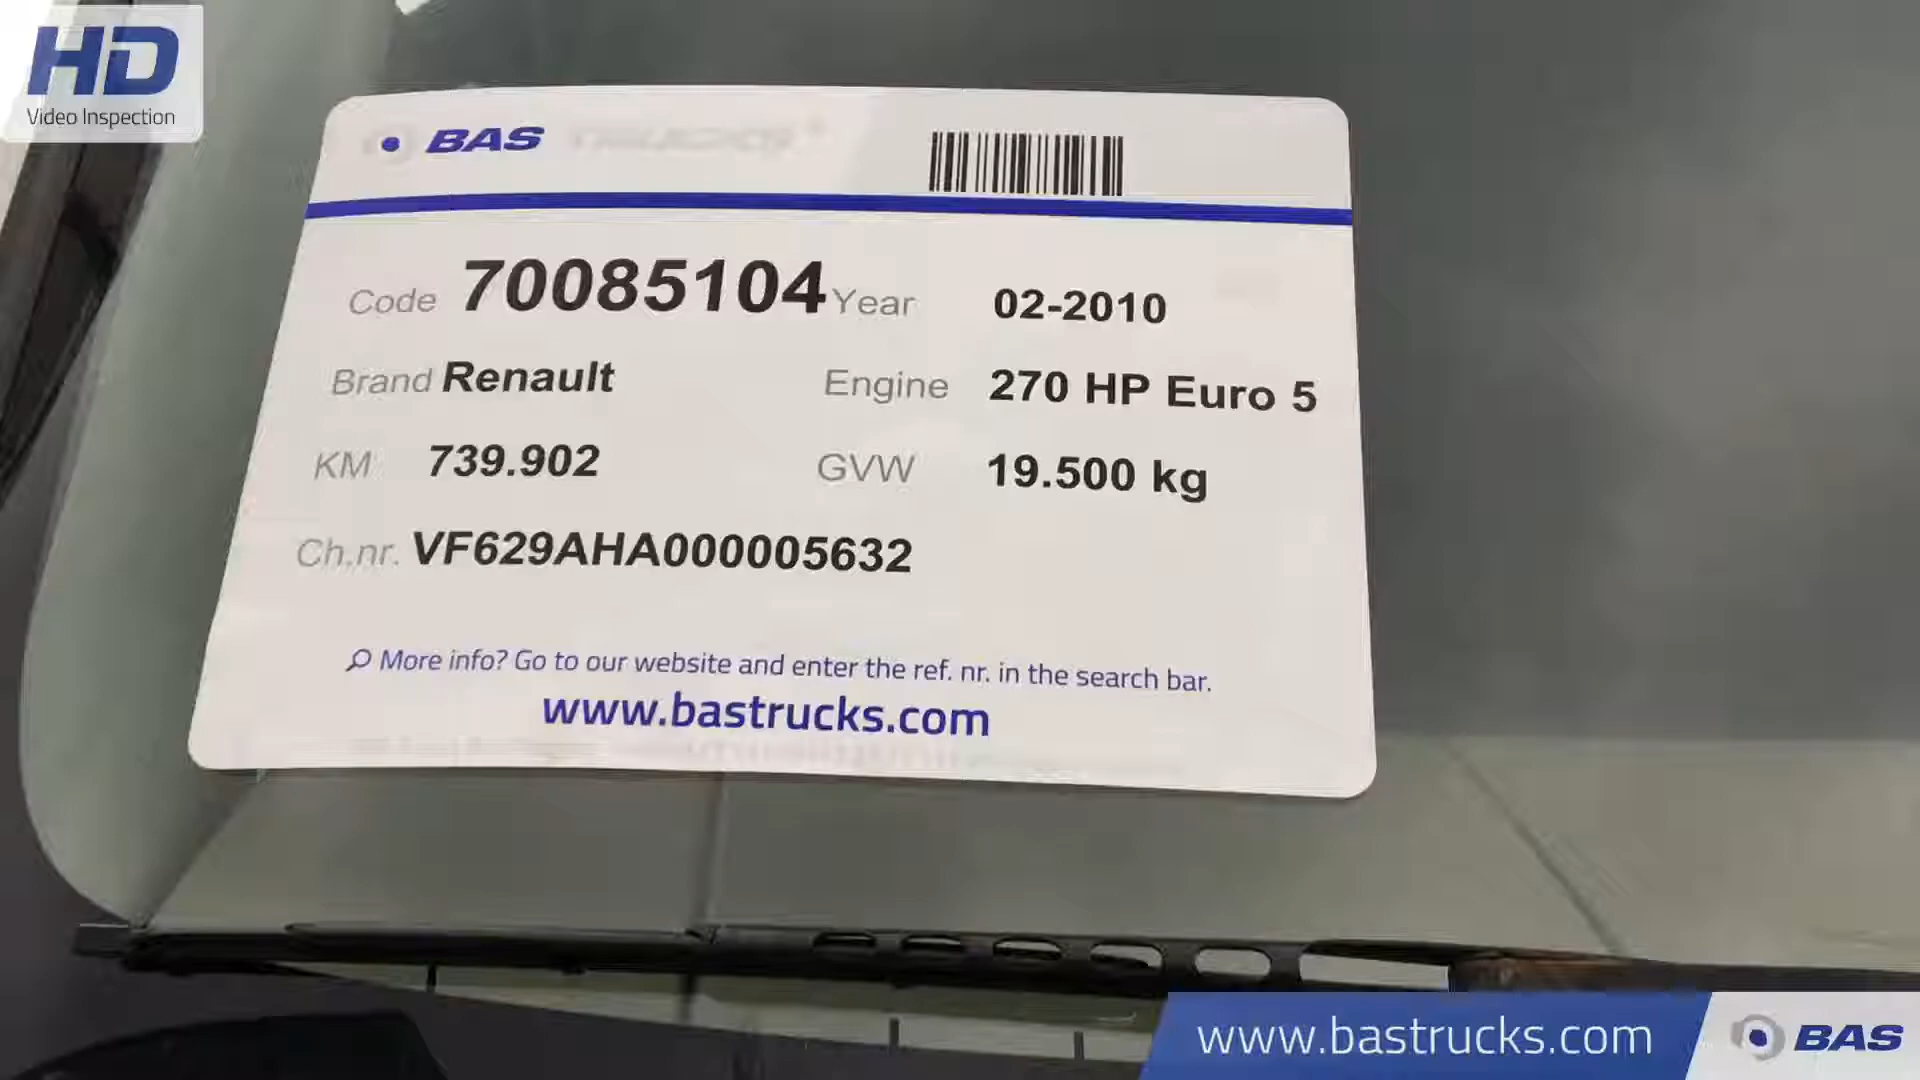 HD
Video Inspection
BAS TRUCKS
Code 70085104 Year 02-2010
Brand Renault Engine 270 HP Euro 5
KM 739.902 GVW 19.500 kg
Ch.nr. VF629AHA000005632
More info? Go to our website and enter the ref. nr. in the search bar.
www.bastrucks.com
www.bastrucks.com BAS